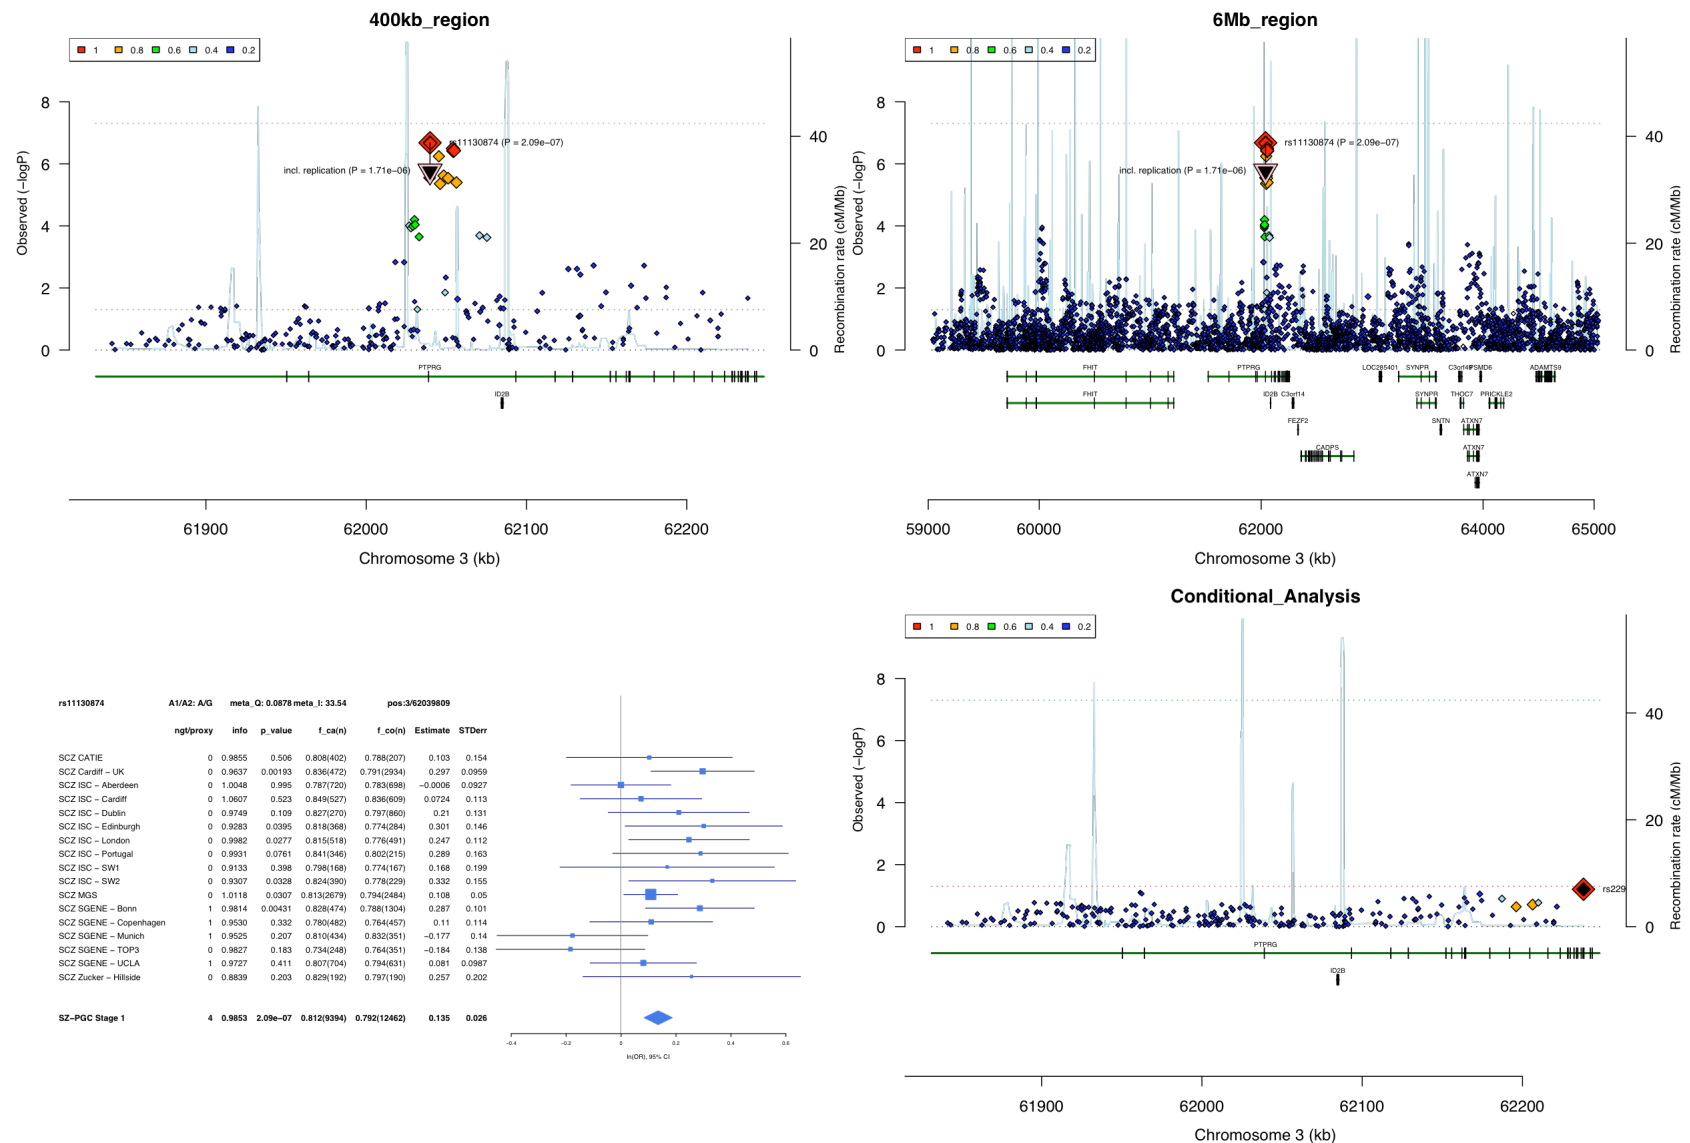 400kb_region
1 0.8 0.6 0.4 0.2
Observed (−logP)
0 2 4 6 8
Recombination rate (cM/Mb)
0 20 40
rs11130874 (P = 2.09e−07)
incl. replication (P = 1.71e−06)
PTPRG
ID2B
61900 62000 62100 62200
Chromosome 3 (kb)
6Mb_region
1 0.8 0.6 0.4 0.2
Observed (−logP)
0 2 4 6 8
Recombination rate (cM/Mb)
0 20 40
rs11130874 (P = 2.09e−07)
incl. replication (P = 1.71e−06)
FHIT PTPRG LOC285401 SYNPR PSMD6 ADAMTS9
FHIT ID2B C3orf14 SYNPR THOC7 PRICKLE2
FEZF2 SNTN ATXN7
CADPS ATXN7
ATXN7
59000 60000 62000 64000 65000
Chromosome 3 (kb)
rs11130874 A1/A2: A/G meta_Q: 0.0878 meta_I: 33.54 pos:3/62039809
ngt/proxy info p_value f_ca(n) f_co(n) Estimate STDerr
SCZ CATIE 0 0.9855 0.506 0.808(402) 0.788(207) 0.103 0.154
SCZ Cardiff − UK 0 0.9637 0.00193 0.836(472) 0.791(2934) 0.297 0.0959
SCZ ISC − Aberdeen 0 1.0048 0.995 0.787(720) 0.783(698) −0.0006 0.0927
SCZ ISC − Cardiff 0 1.0607 0.523 0.849(527) 0.836(609) 0.0724 0.113
SCZ ISC − Dublin 0 0.9749 0.109 0.827(270) 0.797(860) 0.21 0.131
SCZ ISC − Edinburgh 0 0.9283 0.0395 0.818(368) 0.774(284) 0.301 0.146
SCZ ISC − London 0 0.9982 0.0277 0.815(518) 0.776(491) 0.247 0.112
SCZ ISC − Portugal 0 0.9931 0.0761 0.841(346) 0.802(215) 0.289 0.163
SCZ ISC − SW1 0 0.9133 0.398 0.798(168) 0.774(167) 0.168 0.199
SCZ ISC − SW2 0 0.9307 0.0328 0.824(390) 0.778(229) 0.332 0.155
SCZ MGS 0 1.0118 0.0307 0.813(2679) 0.794(2484) 0.108 0.05
SCZ SGENE − Bonn 1 0.9814 0.00431 0.828(474) 0.788(1304) 0.287 0.101
SCZ SGENE − Copenhagen 1 0.9530 0.332 0.780(482) 0.764(457) 0.11 0.114
SCZ SGENE − Munich 1 0.9525 0.207 0.810(434) 0.832(351) −0.177 0.14
SCZ SGENE − TOP3 0 0.9827 0.183 0.734(248) 0.764(351) −0.184 0.138
SCZ SGENE − UCLA 1 0.9727 0.411 0.807(704) 0.794(631) 0.081 0.0987
SCZ Zucker − Hillside 0 0.8839 0.203 0.829(192) 0.797(190) 0.257 0.202
SZ−PGC Stage 1 4 0.9853 2.09e−07 0.812(9394) 0.792(12462) 0.135 0.026
−0.4 −0.2 0 0.2 0.4 0.6
ln(OR), 95% CI
Conditional_Analysis
1 0.8 0.6 0.4 0.2
Observed (−logP)
0 2 4 6 8
Recombination rate (cM/Mb)
0 20 40
rs229
PTPRG
ID2B
61900 62000 62100 62200
Chromosome 3 (kb)